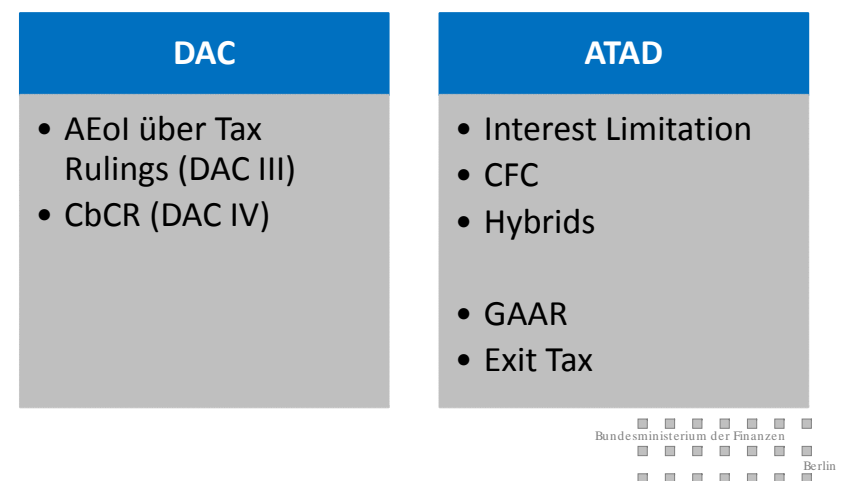 DAC
• AEoI über Tax
Rulings (DAC III)
• CbCR (DAC IV)
ATAD
• Interest Limitation
• CFC
• Hybrids
• GAAR
• Exit Tax
Bundesministerium der Finanzen
Berlin